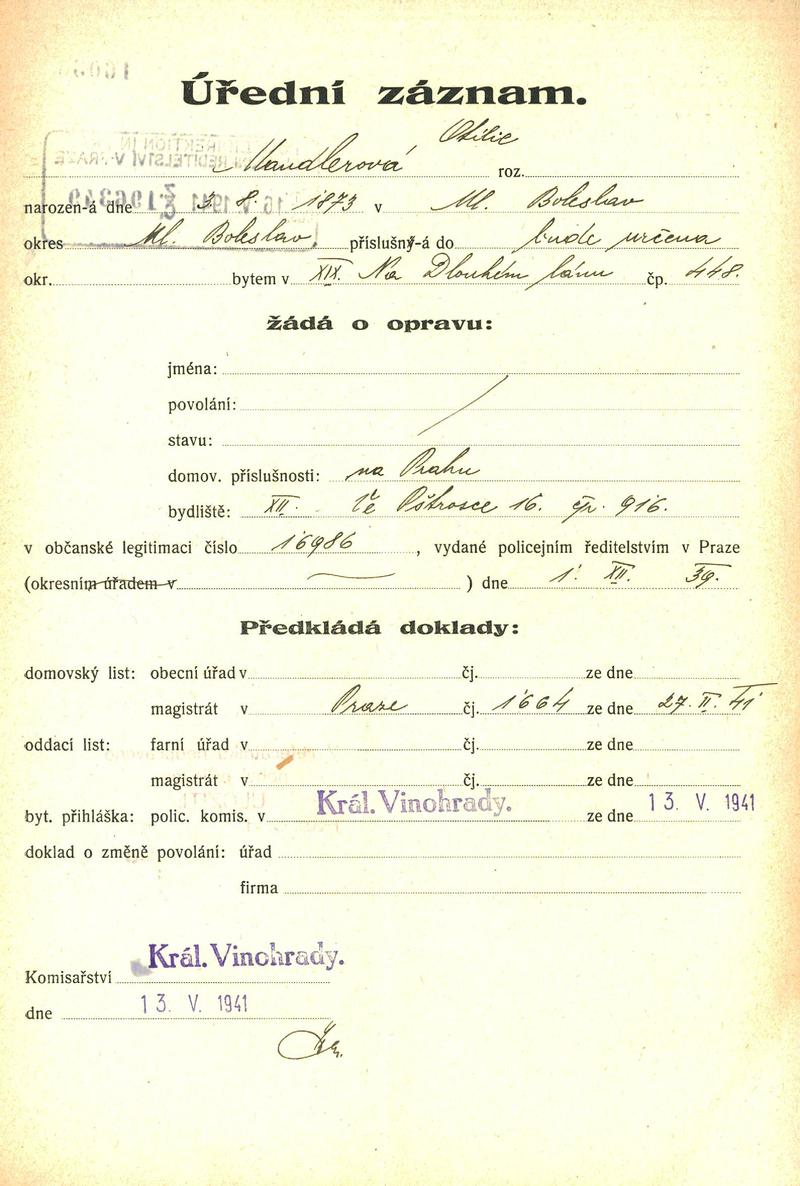 Úřední záznam.
Otilie
Mandlerová roz.
narozen-á dne 3. 8. 1873 v Ml. Boleslav
okres Ml. Boleslav, příslušný-á do bude určena
okr. bytem v XIX. Na Dlouhém lánu čp. 448.
žádá o opravu:
jména:
povolání:
stavu:
domov. příslušnosti: na Prahu
bydliště: XII. 16. čp. 916.
v občanské legitimaci číslo 16986, vydané policejním ředitelstvím v Praze
(okresním úřadem v ) dne 1. XII. 39.
Předkládá doklady:
domovský list: obecní úřad v čj. ze dne
magistrát v Praze čj. 1664 ze dne 27. II. 41
oddací list: farní úřad v čj. ze dne
magistrát v čj. ze dne
byt. přihláška: polic. komis. v Král. Vinohrady. ze dne 13. V. 1941
doklad o změně povolání: úřad
firma
Komisařství Král. Vinohrady.
dne 13. V. 1941